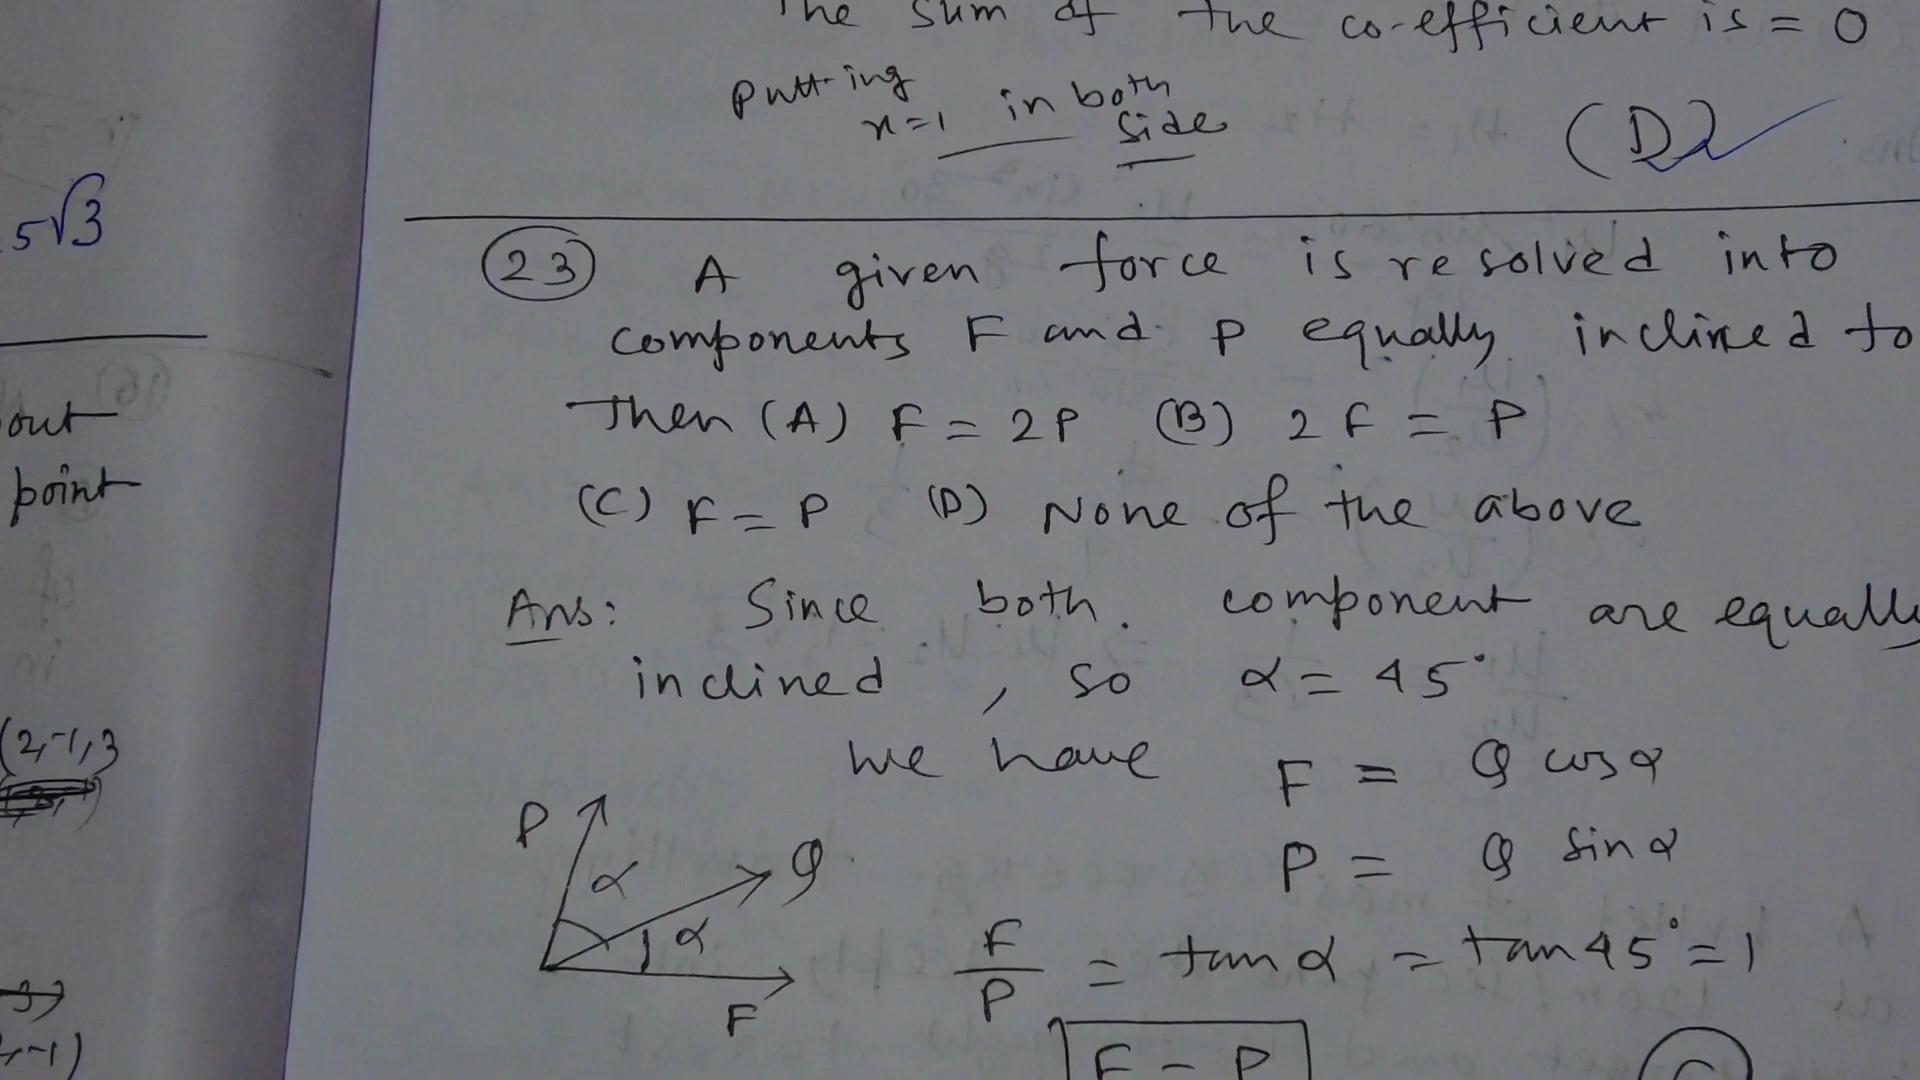 5√3
out
point
(2,-1,3
The sum of the co-efficient is = 0
putting
x=1 in both
side
(D)
(23) A given force is resolved into
components F and P equally inclined to
Then (A) F = 2P (B) 2F = P
(C) F = P (D) None of the above
Ans: Since both component are equally
inclined, so α = 45°
We have F = Q cos α
P = Q sin α
P
α
Q
α
F
F/P = tan α = tan 45° = 1
F = P